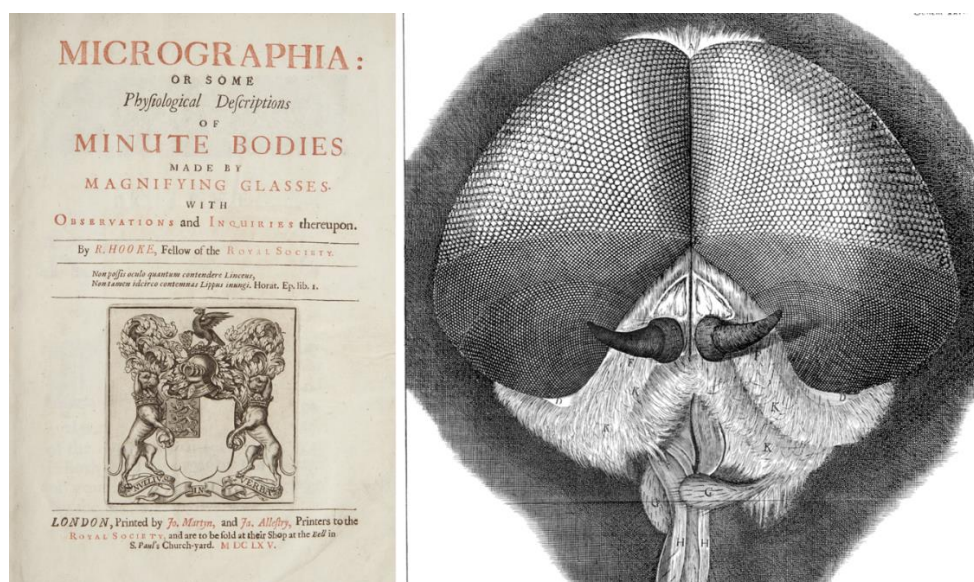 MICROGRAPHIA:
OR SOME
Phyſiological Deſcriptions
OF
MINUTE BODIES
MADE BY
MAGNIFYING GLASSES.
WITH
OBSERVATIONS and INQUIRIES thereupon.
By R. HOOKE, Fellow of the ROYAL SOCIETY.
Non poſſis oculo quantum contendere Linceus,
Non tamen idcirco contemnas Lippus inungi. Horat. Ep. lib. 1.
NULLIUS IN VERBA
LONDON, Printed by Jo. Martyn, and Ja. Alleſtry, Printers to the
ROYAL SOCIETY, and are to be ſold at their Shop at the Bell in
S. Paul's Church-yard. M DC LX V.
F
K
K
K
K
G
G
H H